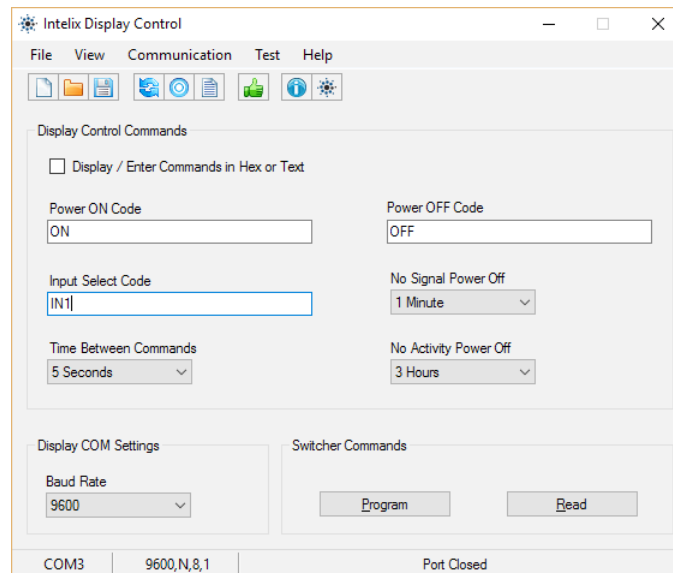 Intelix Display Control
File View Communication Test Help
Display Control Commands
Display / Enter Commands in Hex or Text
Power ON Code Power OFF Code
ON OFF
Input Select Code No Signal Power Off
IN1 1 Minute
Time Between Commands No Activity Power Off
5 Seconds 3 Hours
Display COM Settings Switcher Commands
Baud Rate
9600 Program Read
COM3 9600,N,8,1 Port Closed